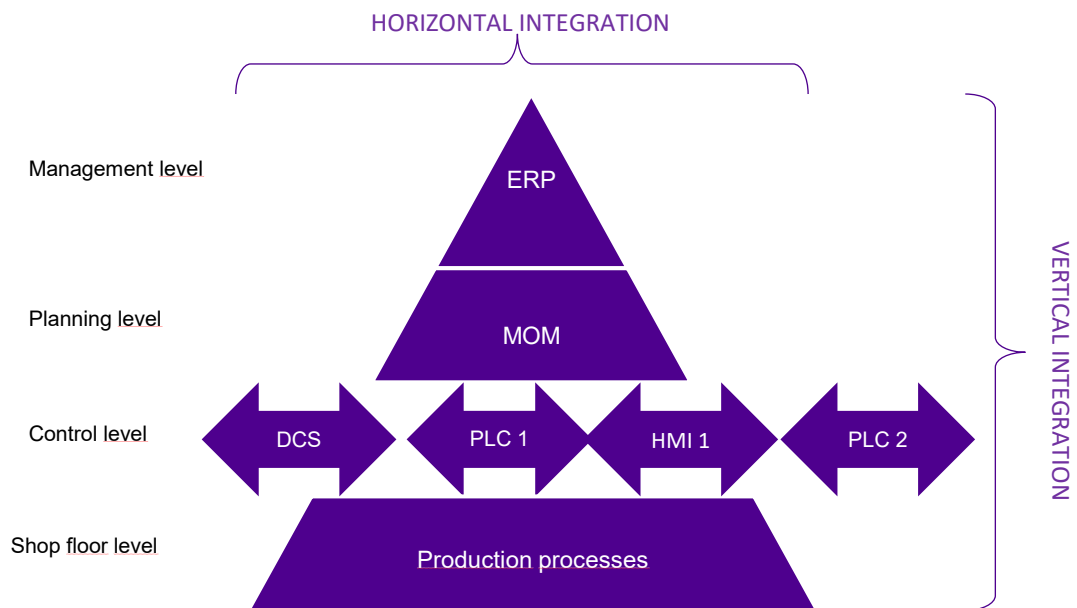 HORIZONTAL INTEGRATION
Management level
ERP
Planning level
MOM
Control level
DCS
PLC 1
HMI 1
PLC 2
Shop floor level
Production processes
VERTICAL INTEGRATION